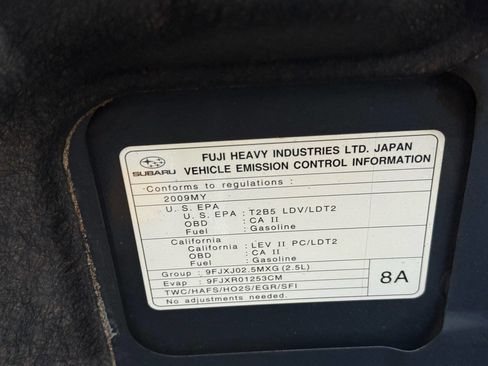 SUBARU
FUJI HEAVY INDUSTRIES LTD. JAPAN
VEHICLE EMISSION CONTROL INFORMATION
Conforms to regulations :
2009MY
U. S. EPA
U. S. EPA : T2B5 LDV/LDT2
OBD : CA II
Fuel : Gasoline
California
California : LEV II PC/LDT2
OBD : CA II
Fuel : Gasoline
Group : 9FJXJ02.5MXG (2.5L)
Evap : 9FJXR01253CM
TWC/HAFS/HO2S/EGR/SFI
No adjustments needed.
8A